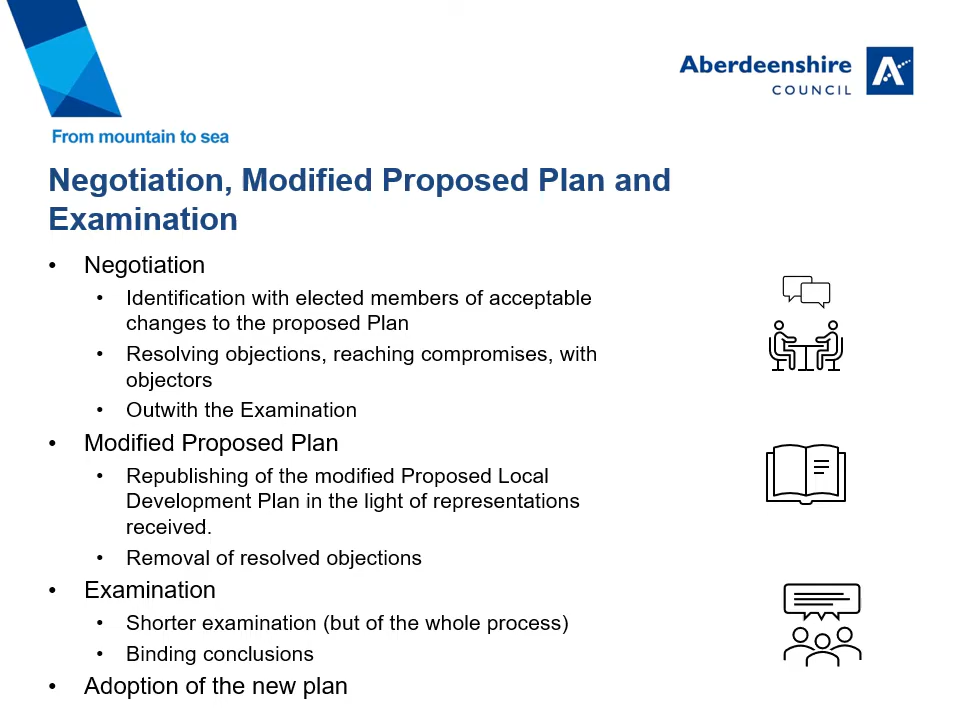 Aberdeenshire
COUNCIL
From mountain to sea
Negotiation, Modified Proposed Plan and
Examination
• Negotiation
• Identification with elected members of acceptable
changes to the proposed Plan
• Resolving objections, reaching compromises, with
objectors
• Outwith the Examination
• Modified Proposed Plan
• Republishing of the modified Proposed Local
Development Plan in the light of representations
received.
• Removal of resolved objections
• Examination
• Shorter examination (but of the whole process)
• Binding conclusions
• Adoption of the new plan